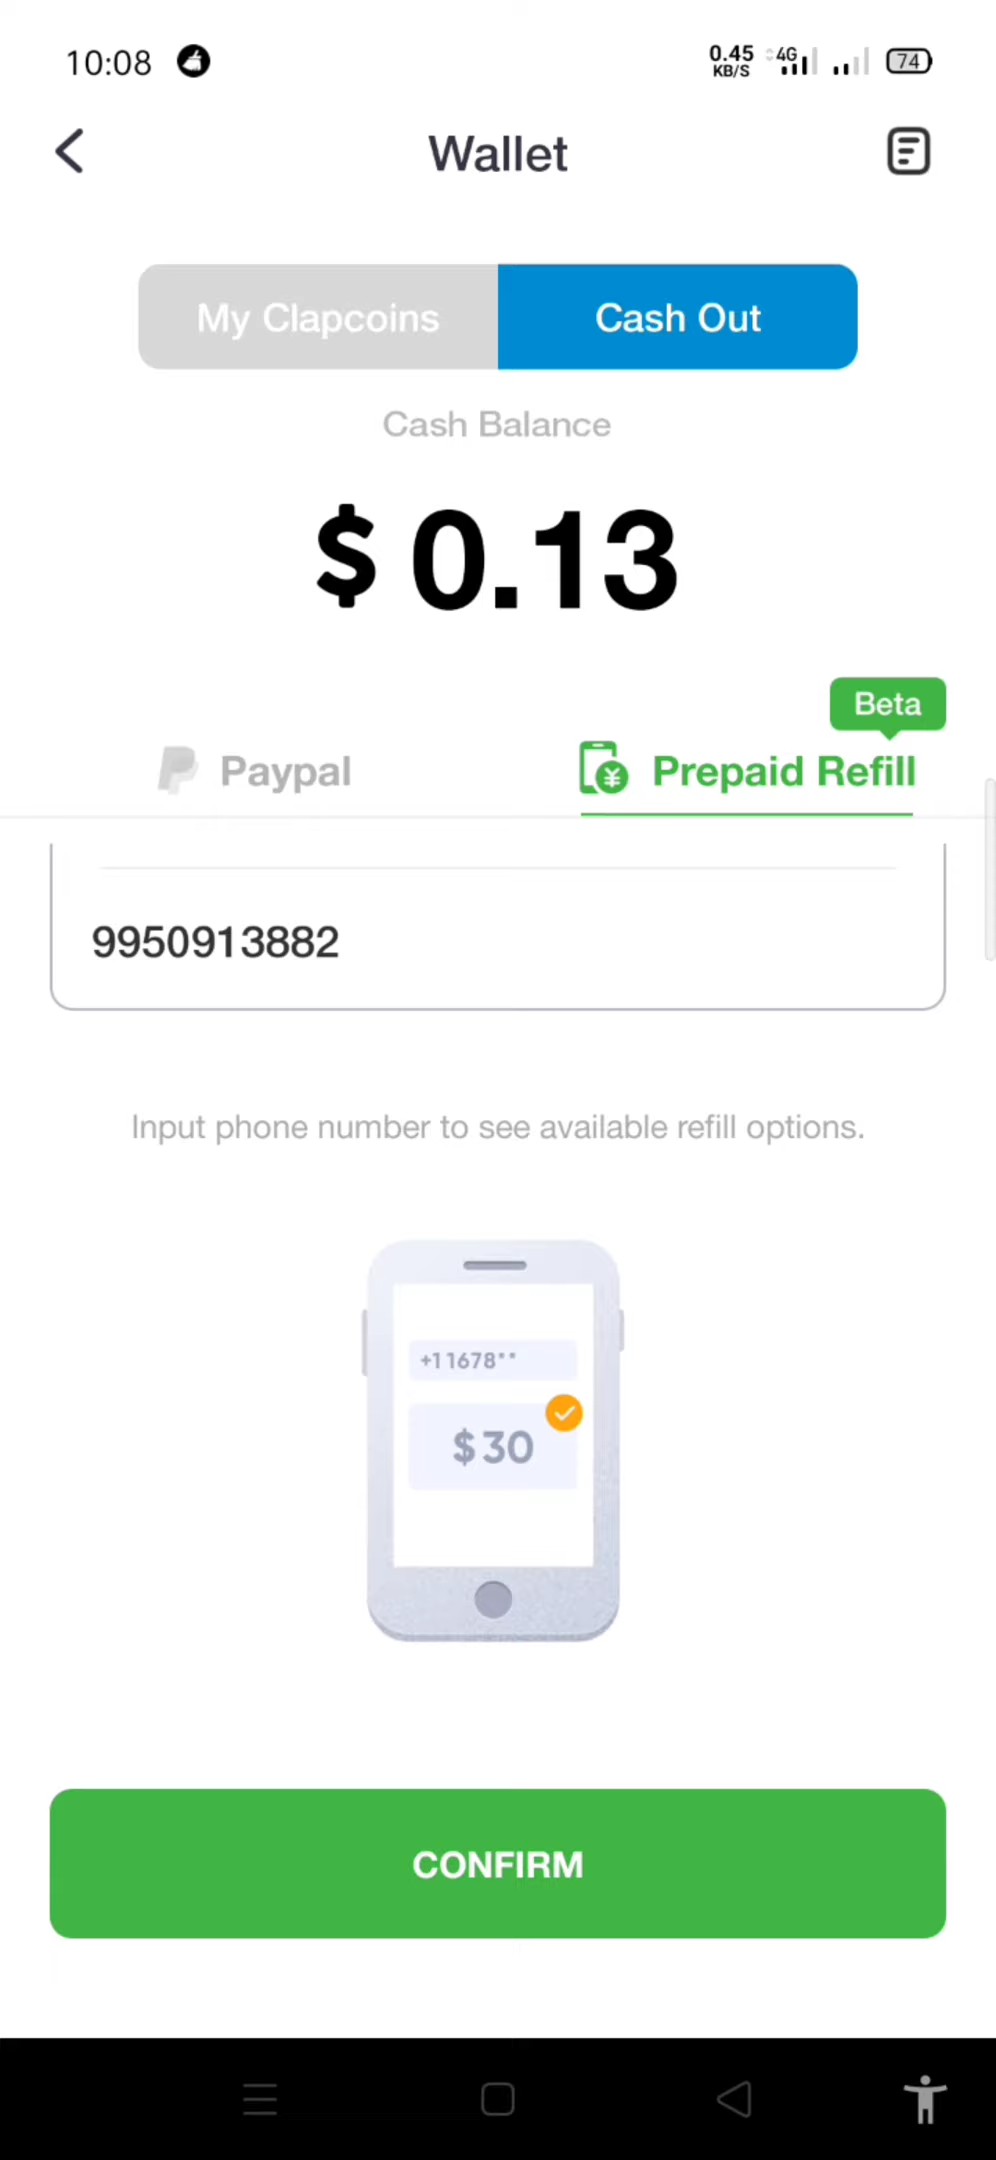 10:08
0.45 KB/S 4G 74
Wallet
My Clapcoins Cash Out
Cash Balance
$ 0.13
Beta
Paypal Prepaid Refill
9950913882
Input phone number to see available refill options.
+11678**
$30
CONFIRM